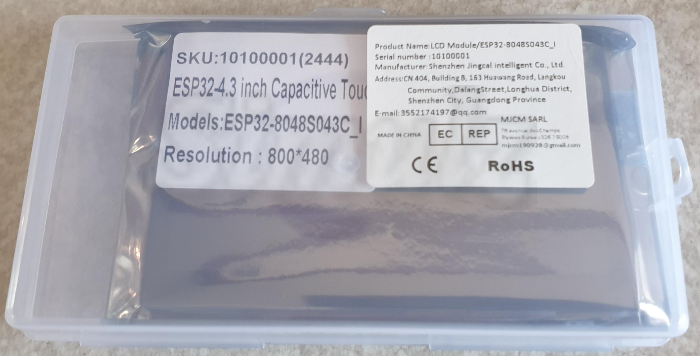 SKU:10100001(2444)
ESP32-4.3 inch Capacitive Touc
Models:ESP32-8048S043C_I
Resolution : 800*480
Product Name:LCD Module/ESP32-8048S043C_I
Serial number :10100001
Manufacturer:Shenzhen Jingcai intelligent Co., Ltd.
Address:CN 404, Building B, 163 Huawang Road, Langkou
Community,DalangStreet,Longhua District,
Shenzhen City, Guangdong Province
E-mail:3552174197@qq.com
MJCM SARL
MADE IN CHINA
EC REP
mjcm190928@gmail.com
CE RoHS